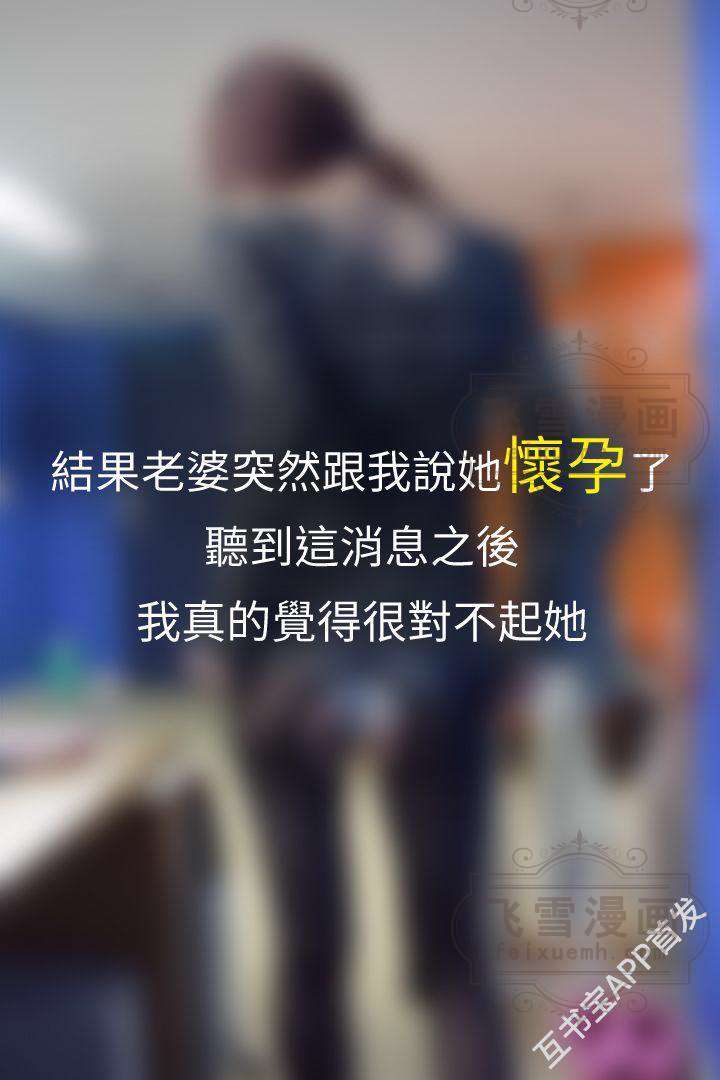 結果老婆突然跟我說她懷孕了
聽到這消息之後
我真的覺得很對不起她
飞雪漫画
飞雪漫画
feixuemh.com
互书宝APP首发